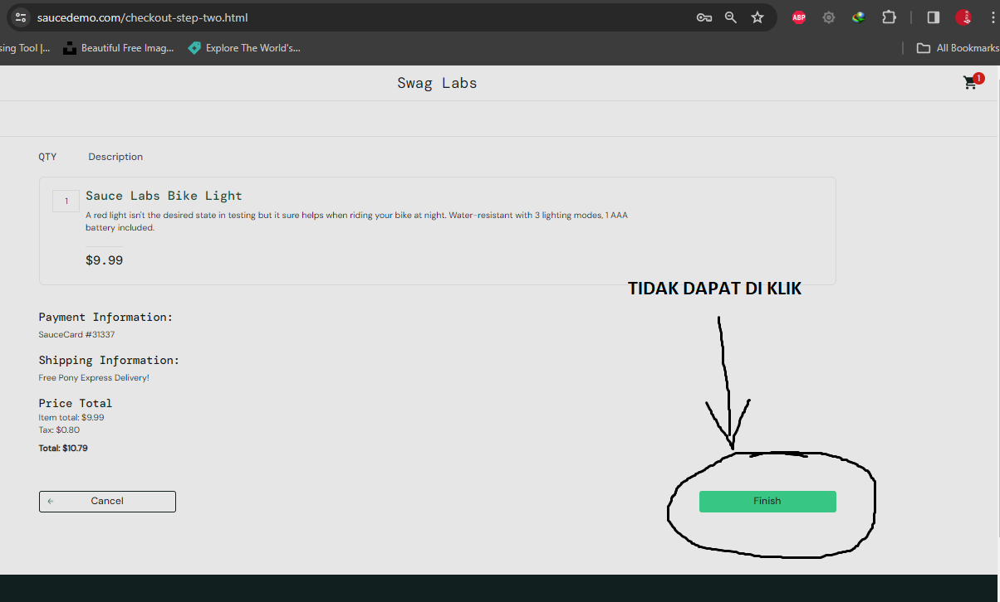 saucedemo.com/checkout-step-two.html
ABP
sing Tool |... Beautiful Free Imag... Explore The World's... All Bookmarks
Swag Labs
1
QTY Description
1 Sauce Labs Bike Light
A red light isn't the desired state in testing but it sure helps when riding your bike at night. Water-resistant with 3 lighting modes, 1 AAA
battery included.
$9.99
TIDAK DAPAT DI KLIK
Payment Information:
SauceCard #31337
Shipping Information:
Free Pony Express Delivery!
Price Total
Item total: $9.99
Tax: $0.80
Total: $10.79
Cancel Finish